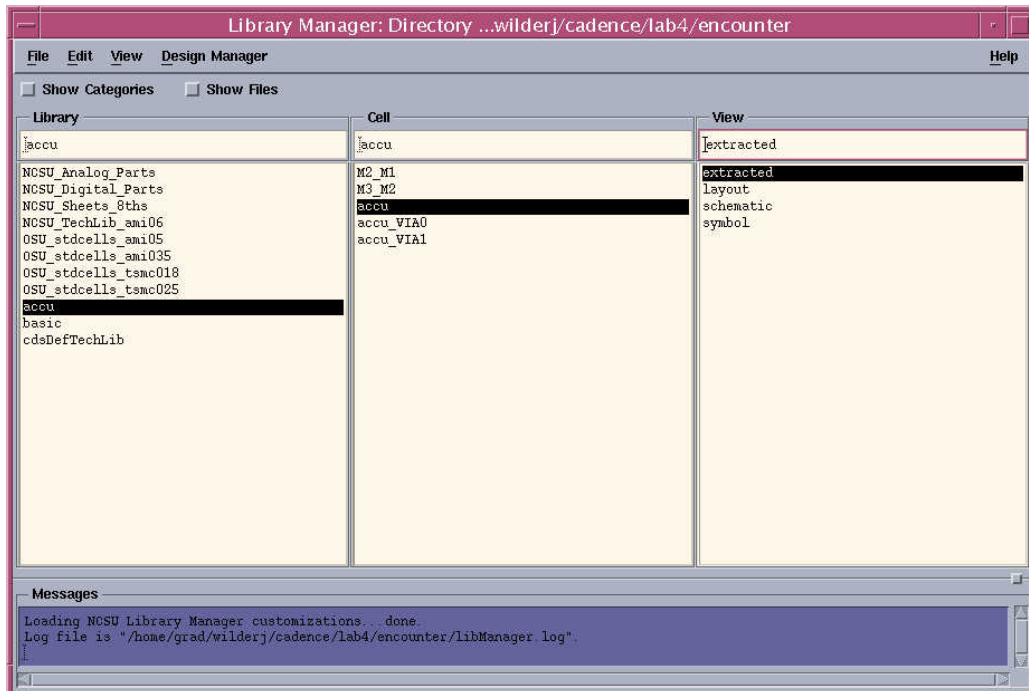 Library Manager: Directory ...wilderj/cadence/lab4/encounter
File Edit View Design Manager Help
Show Categories Show Files
Library
accu
NCSU_Analog_Parts
NCSU_Digital_Parts
NCSU_Sheets_8ths
NCSU_TechLib_ami06
OSU_stdcells_ami05
OSU_stdcells_ami035
OSU_stdcells_tsmc018
OSU_stdcells_tsmc025
accu
basic
cdsDefTechLib
Cell
accu
M2_M1
M3_M2
accu
accu_VIA0
accu_VIA1
View
extracted
extracted
layout
schematic
symbol
Messages
Loading NCSU Library Manager customizations...done.
Log file is "/home/grad/wilderj/cadence/lab4/encounter/libManager.log".